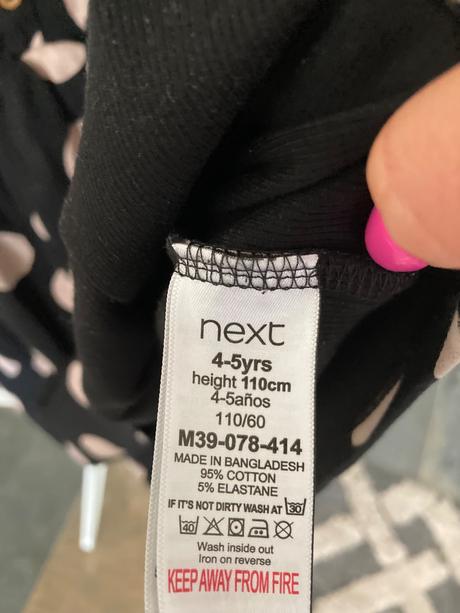 next
4-5yrs
height 110cm
4-5años
110/60
M39-078-414
MADE IN BANGLADESH
95% COTTON
5% ELASTANE
IF IT'S NOT DIRTY WASH AT 30
40
Wash inside out
Iron on reverse
KEEP AWAY FROM FIRE